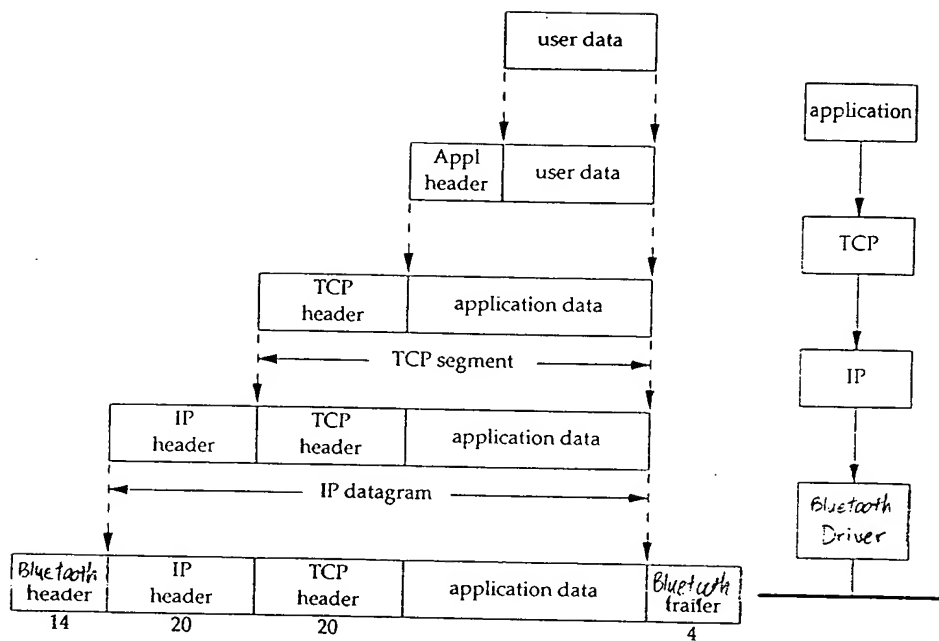 user data
Appl
header
user data
TCP
header
application data
TCP segment
IP
header
TCP
header
application data
IP datagram
Bluetooth
header
IP
header
TCP
header
application data
Bluetooth
trailer
14
20
20
4
application
TCP
IP
Bluetooth
Driver